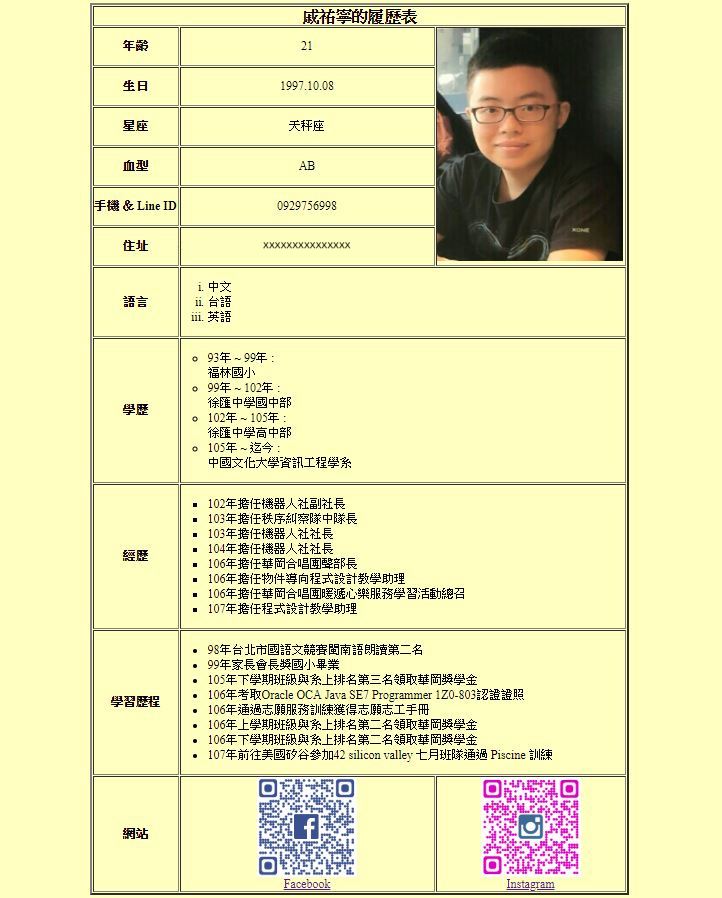 戚祐寧的履歷表
年齡 21
生日 1997.10.08
星座 天秤座
血型 AB
手機 & Line ID 0929756998
住址 xxxxxxxxxxxxxxx
XONE
語言
i. 中文
ii. 台語
iii. 英語
學歷
93年 ~ 99年 :
福林國小
99年 ~ 102年 :
徐匯中學國中部
102年 ~ 105年 :
徐匯中學高中部
105年 ~ 迄今 :
中國文化大學資訊工程學系
經歷
102年擔任機器人社副社長
103年擔任秩序糾察隊中隊長
103年擔任機器人社社長
104年擔任機器人社社長
106年擔任華岡合唱團聲部長
106年擔任物件導向程式設計教學助理
106年擔任華岡合唱團暖遞心樂服務學習活動總召
107年擔任程式設計教學助理
學習歷程
98年台北市國語文競賽閩南語朗讀第二名
99年家長會長獎國小畢業
105年下學期班級與系上排名第三名領取華岡獎學金
106年考取Oracle OCA Java SE7 Programmer 1Z0-803認證證照
106年通過志願服務訓練獲得志願志工手冊
106年上學期班級與系上排名第二名領取華岡獎學金
106年下學期班級與系上排名第二名領取華岡獎學金
107年前往美國矽谷參加42 silicon valley 七月班隊通過 Piscine 訓練
網站
Facebook Instagram